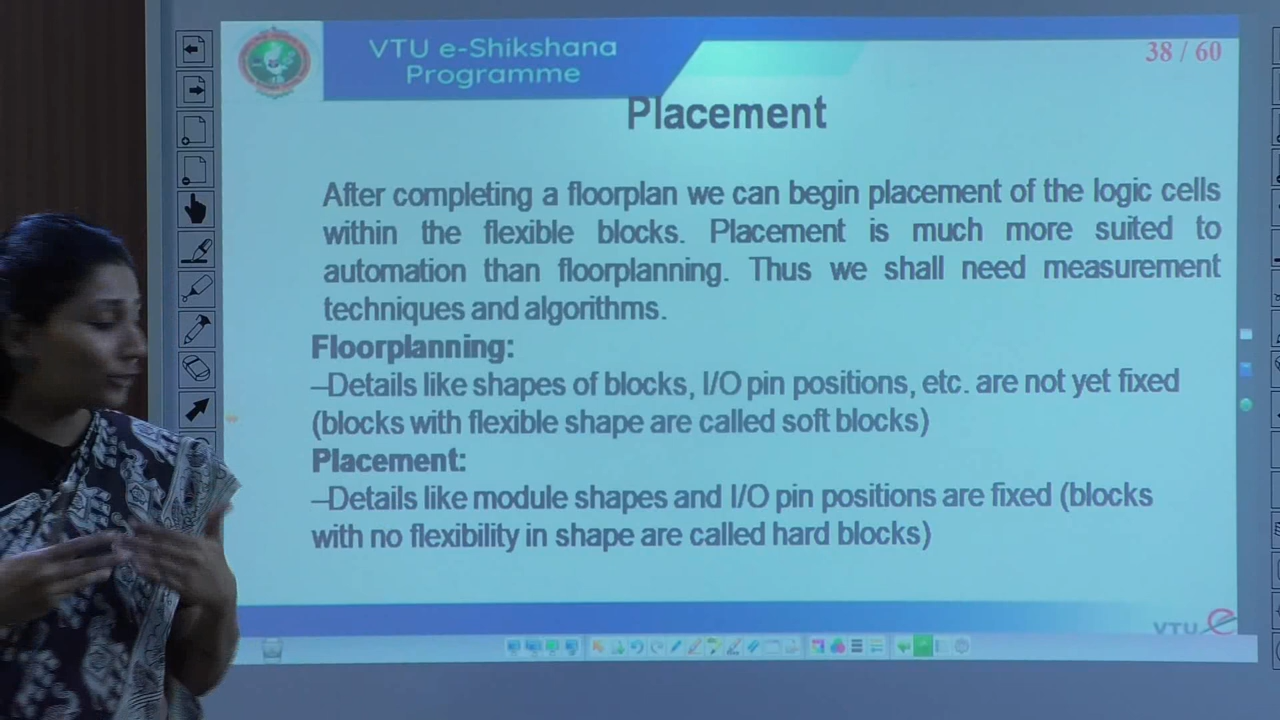 VTU e-Shikshana
Programme
38 / 60
Placement
After completing a floorplan we can begin placement of the logic cells
within the flexible blocks. Placement is much more suited to
automation than floorplanning. Thus we shall need measurement
techniques and algorithms.
Floorplanning:
–Details like shapes of blocks, I/O pin positions, etc. are not yet fixed
(blocks with flexible shape are called soft blocks)
Placement:
–Details like module shapes and I/O pin positions are fixed (blocks
with no flexibility in shape are called hard blocks)
VTU